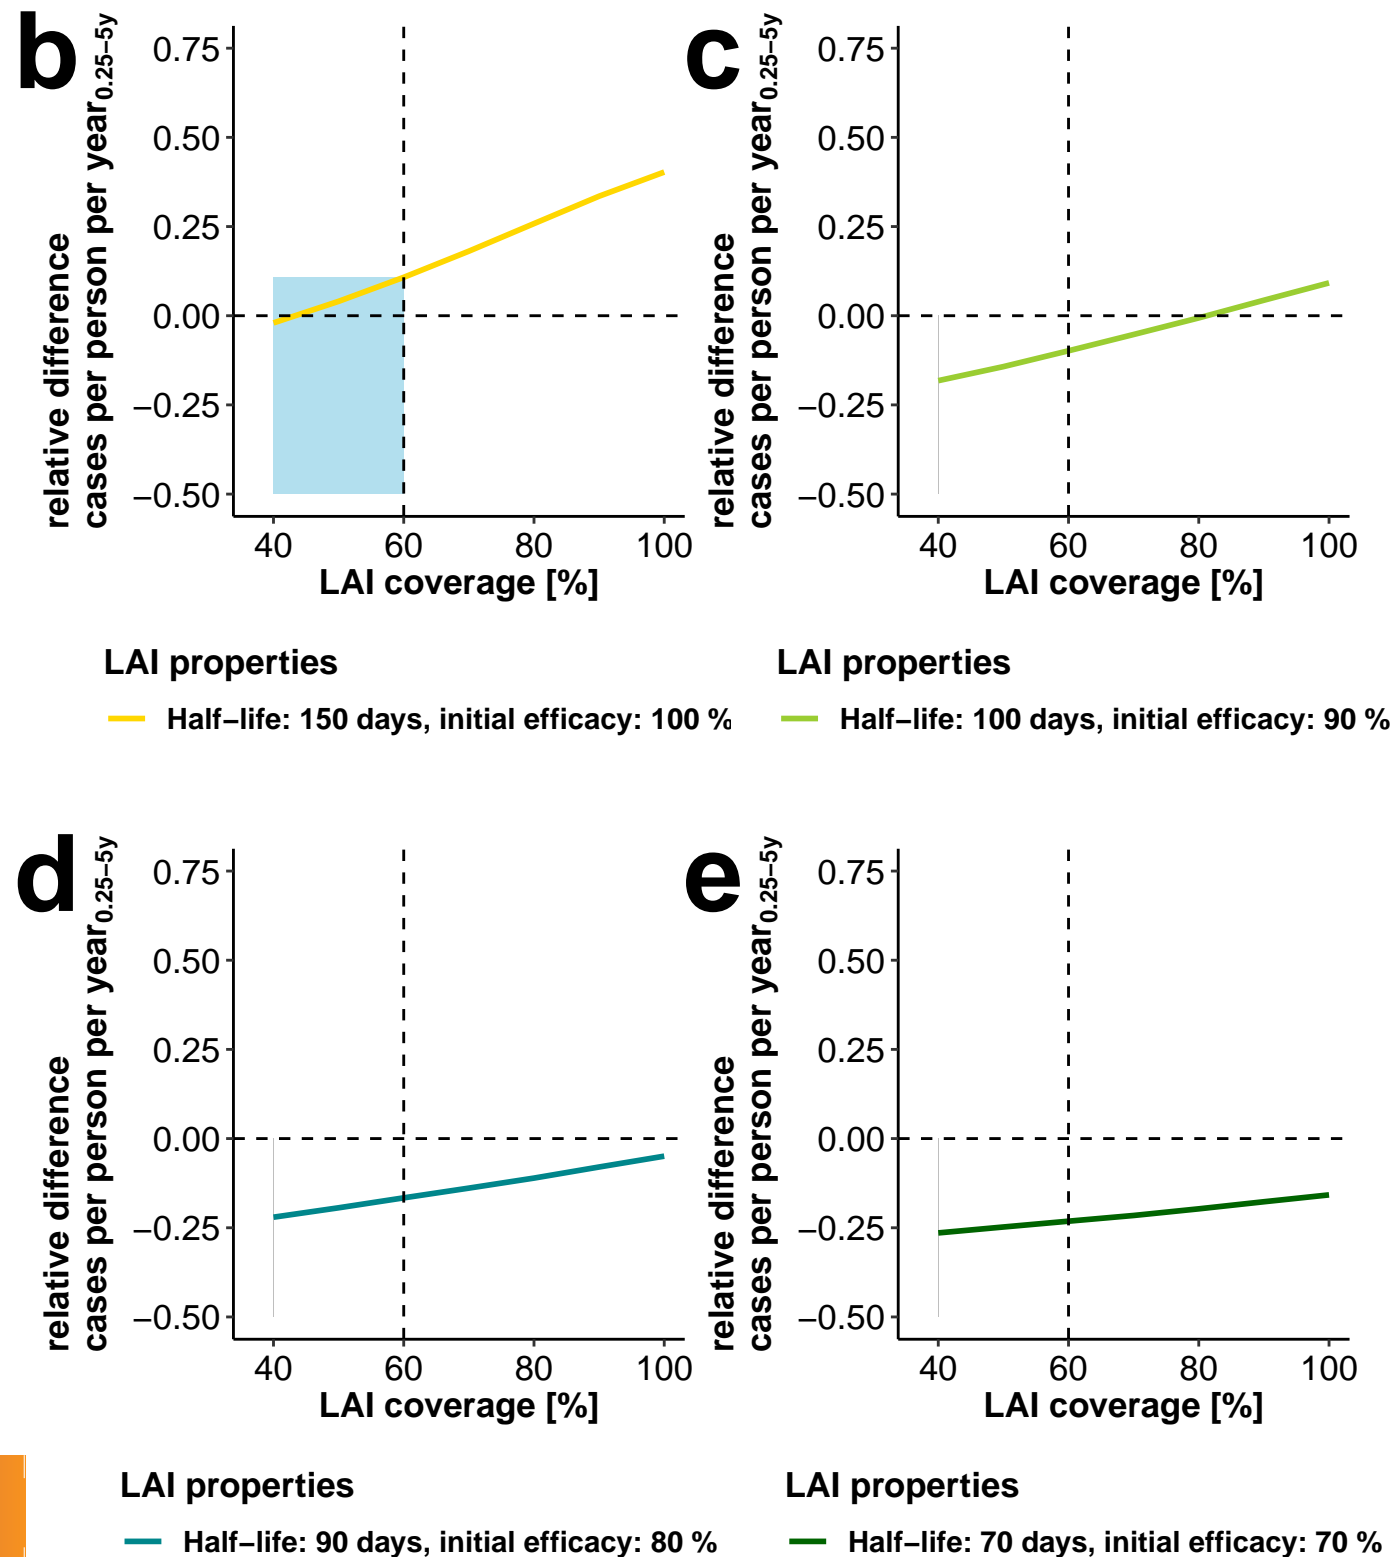 b
relative difference
cases per person per year0.25−5y
0.75
0.50
0.25
0.00
−0.25
−0.50
40 60 80 100
LAI coverage [%]
LAI properties
Half−life: 150 days, initial efficacy: 100 %
c
relative difference
cases per person per year0.25−5y
0.75
0.50
0.25
0.00
−0.25
−0.50
40 60 80 100
LAI coverage [%]
LAI properties
Half−life: 100 days, initial efficacy: 90 %
d
relative difference
cases per person per year0.25−5y
0.75
0.50
0.25
0.00
−0.25
−0.50
40 60 80 100
LAI coverage [%]
LAI properties
Half−life: 90 days, initial efficacy: 80 %
e
relative difference
cases per person per year0.25−5y
0.75
0.50
0.25
0.00
−0.25
−0.50
40 60 80 100
LAI coverage [%]
LAI properties
Half−life: 70 days, initial efficacy: 70 %